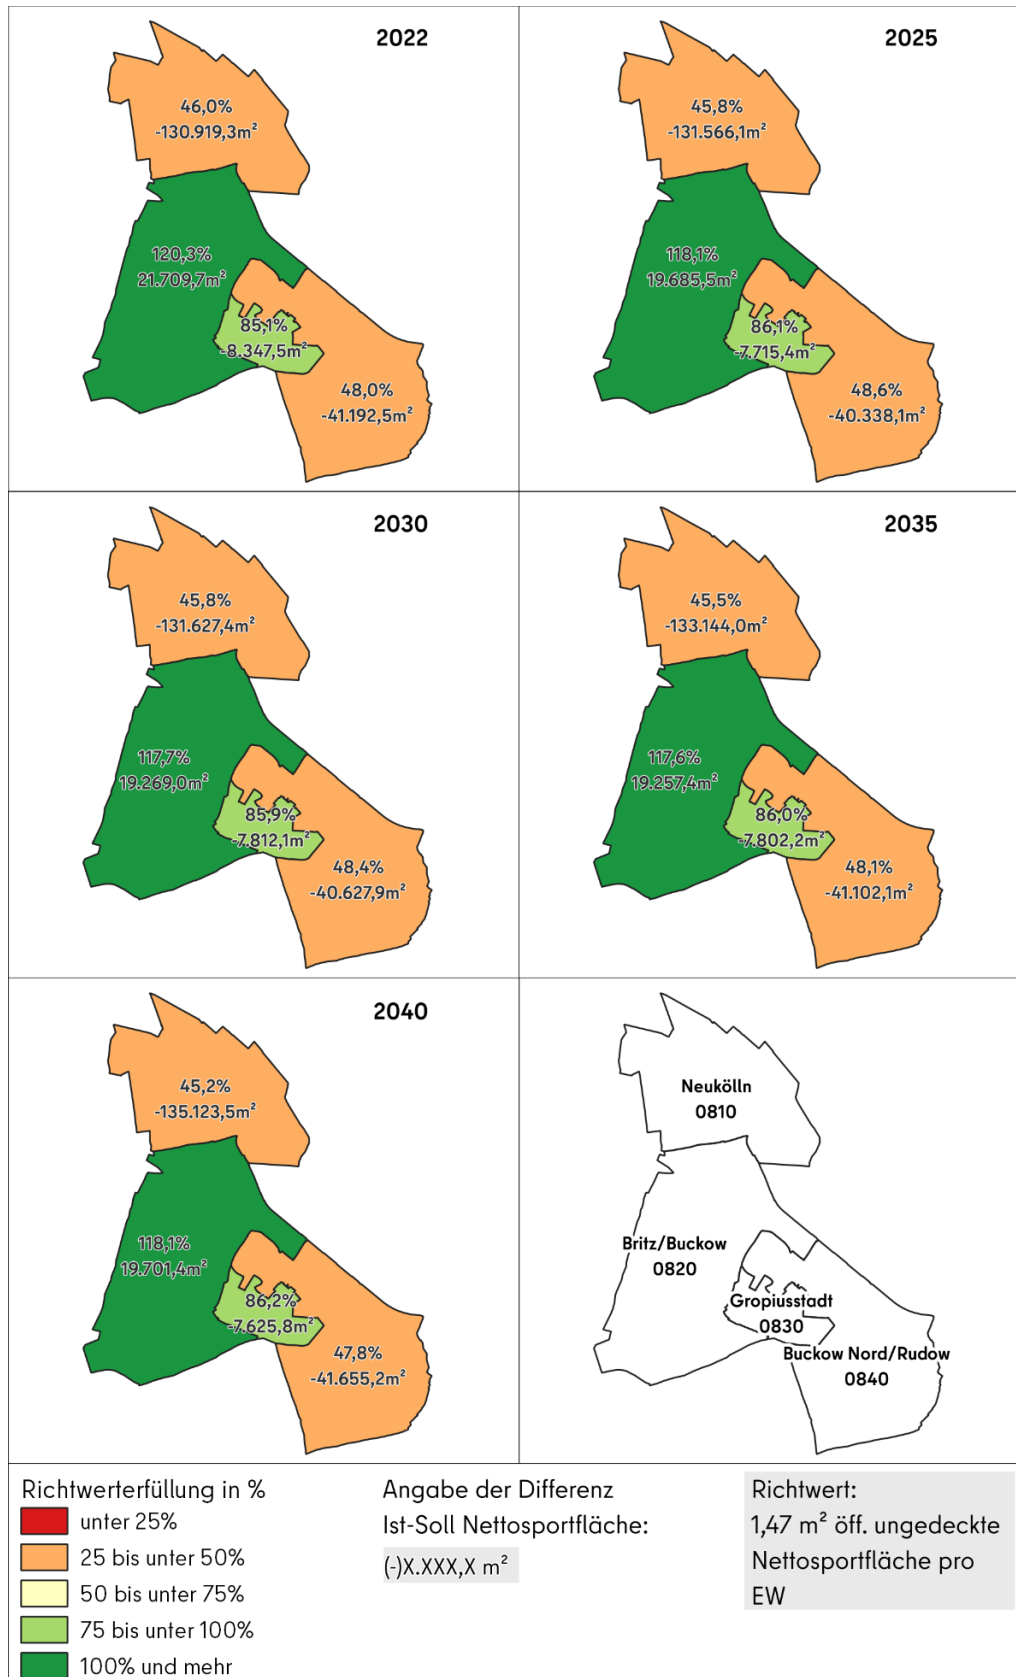 2022
46,0%
-130.919,3m²
120,3%
21.709,7m²
85,1%
-8.347,5m²
48,0%
-41.192,5m²
2025
45,8%
-131.566,1m²
118,1%
19.685,5m²
86,1%
-7.715,4m²
48,6%
-40.338,1m²
2030
45,8%
-131.627,4m²
117,7%
19.269,0m²
85,9%
-7.812,1m²
48,4%
-40.627,9m²
2035
45,5%
-133.144,0m²
117,6%
19.257,4m²
86,0%
-7.802,2m²
48,1%
-41.102,1m²
2040
45,2%
-135.123,5m²
118,1%
19.701,4m²
86,2%
-7.625,8m²
47,8%
-41.655,2m²
Neukölln
0810
Britz/Buckow
0820
Gropiusstadt
0830
Buckow Nord/Rudow
0840
Richtwerterfüllung in %
unter 25%
25 bis unter 50%
50 bis unter 75%
75 bis unter 100%
100% und mehr
Angabe der Differenz
Ist-Soll Nettosportfläche:
(-)X.XXX,X m²
Richtwert:
1,47 m² öff. ungedeckte
Nettosportfläche pro
EW